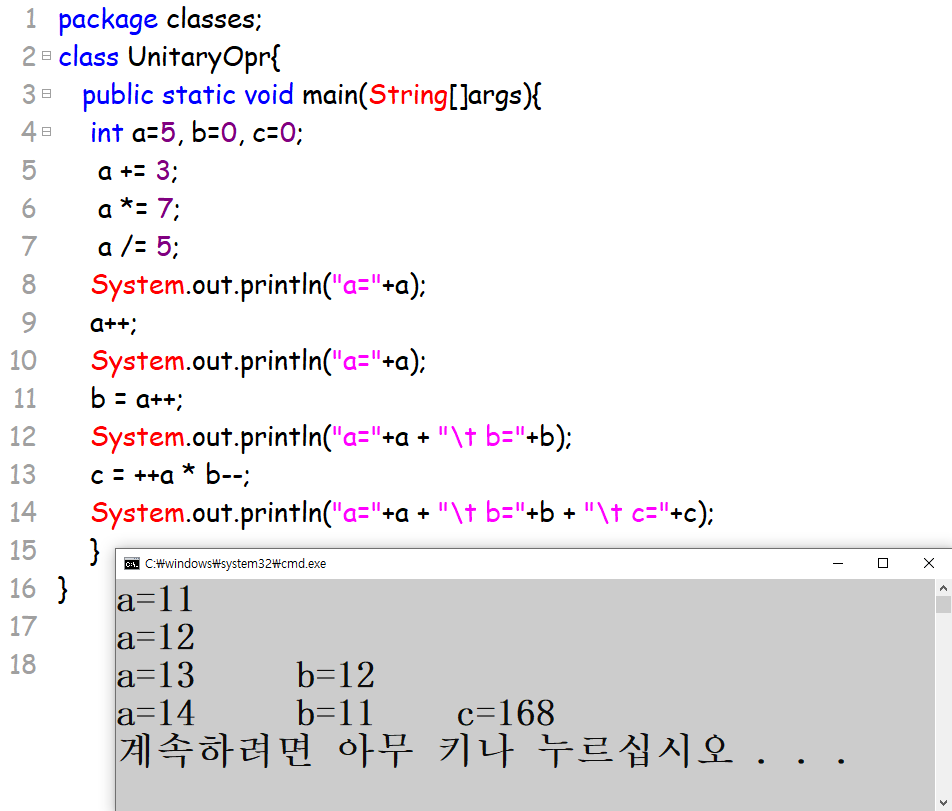 1 package classes;
2 class UnitaryOpr{
3 public static void main(String[]args){
4 int a=5, b=0, c=0;
5 a += 3;
6 a *= 7;
7 a /= 5;
8 System.out.println("a="+a);
9 a++;
10 System.out.println("a="+a);
11 b = a++;
12 System.out.println("a="+a + "\t b="+b);
13 c = ++a * b--;
14 System.out.println("a="+a + "\t b="+b + "\t c="+c);
15 }
16 }
17
18
C:₩windows₩system32₩cmd.exe
a=11
a=12
a=13 b=12
a=14 b=11 c=168
계속하려면 아무 키나 누르십시오 . . .